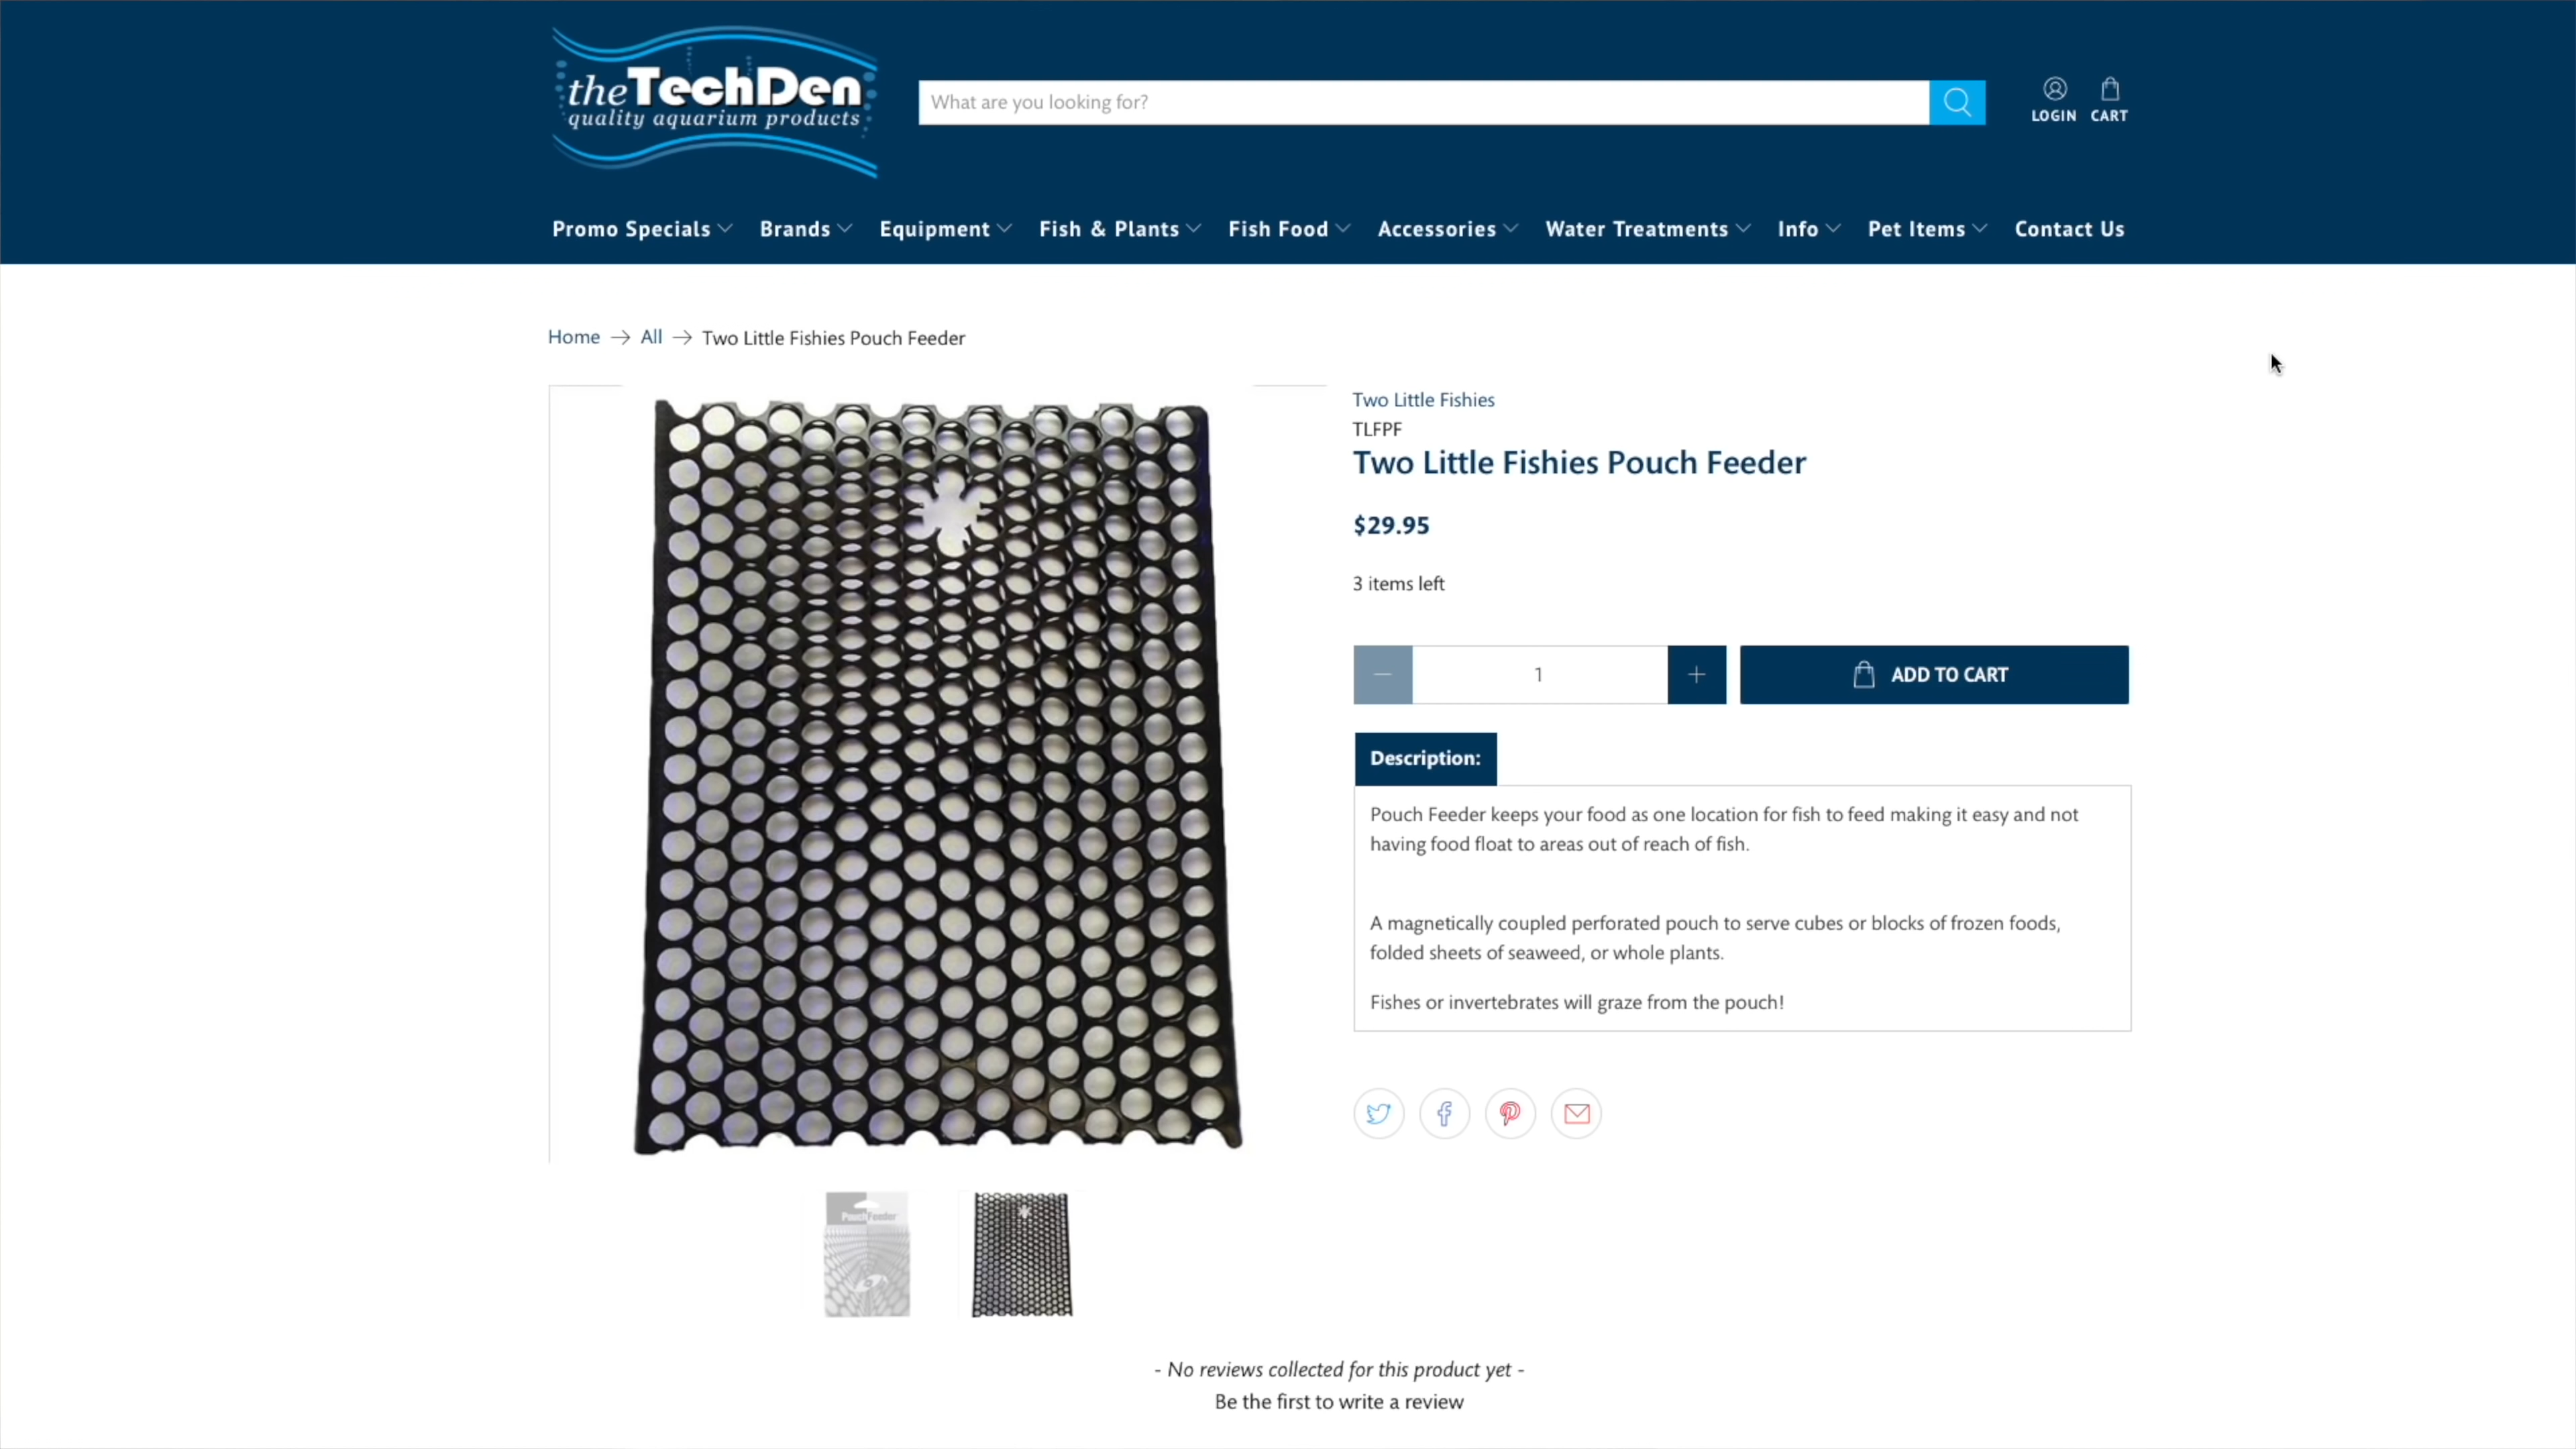 theTechDen
quality aquarium products
What are you looking for?
LOGIN
CART
Promo Specials
Brands
Equipment
Fish & Plants
Fish Food
Accessories
Water Treatments
Info
Pet Items
Contact Us
Home → All → Two Little Fishies Pouch Feeder
Two Little Fishies
TLFPF
Two Little Fishies Pouch Feeder
$29.95
3 items left
1
ADD TO CART
Description:
Pouch Feeder keeps your food as one location for fish to feed making it easy and not
having food float to areas out of reach of fish.
A magnetically coupled perforated pouch to serve cubes or blocks of frozen foods,
folded sheets of seaweed, or whole plants.
Fishes or invertebrates will graze from the pouch!
PouchFeeder
- No reviews collected for this product yet -
Be the first to write a review